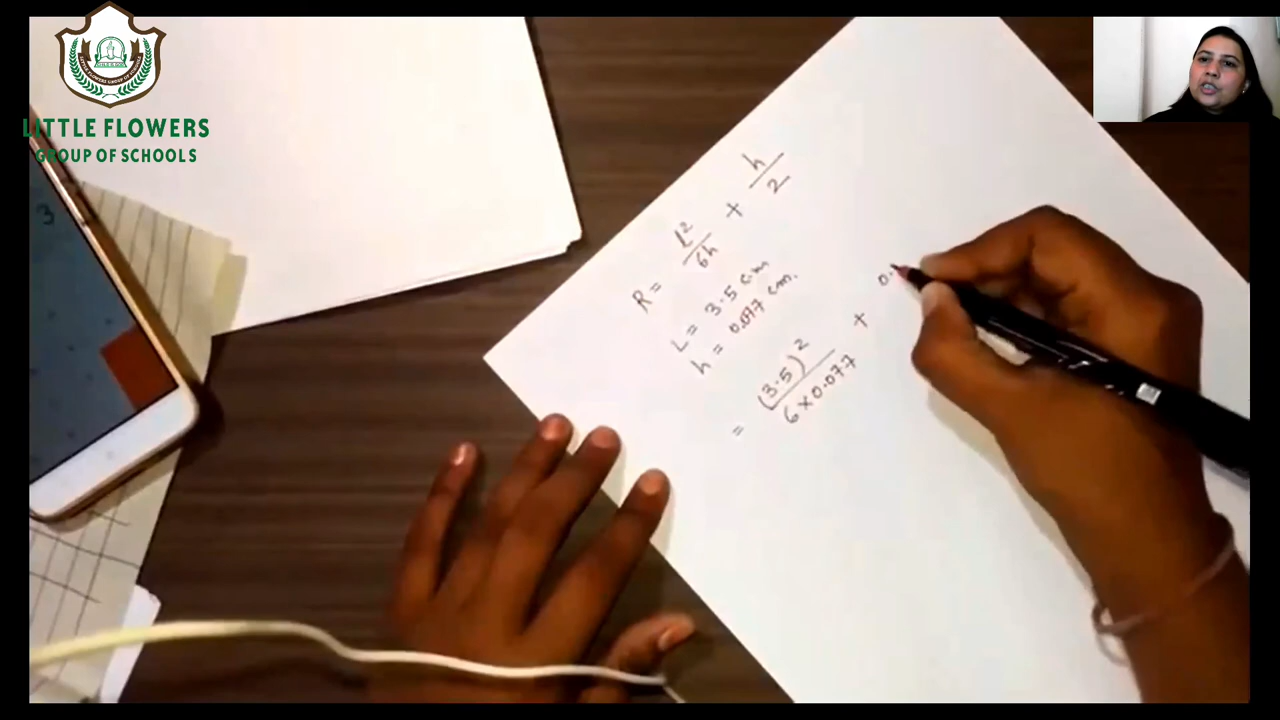 LITTLE FLOWERS
GROUP OF SCHOOLS
3
R = l²/6h + h/2
L = 3.5 cm
h = 0.077 cm.
= (3.5)²/6×0.077 + 0.